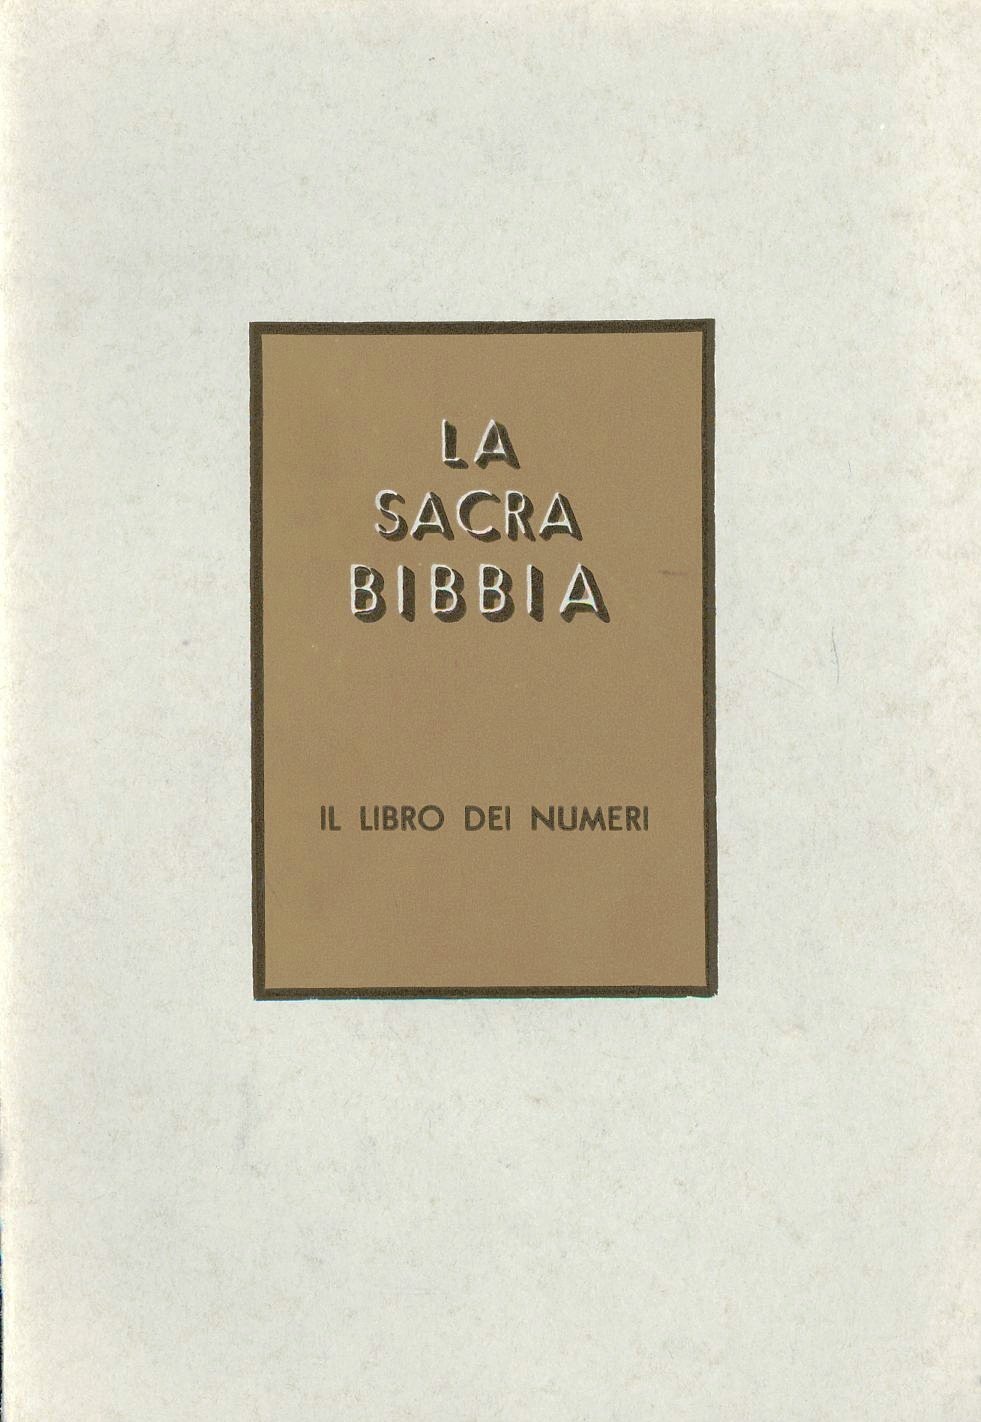 LA
SACRA
BIBBIA
IL LIBRO DEI NUMERI